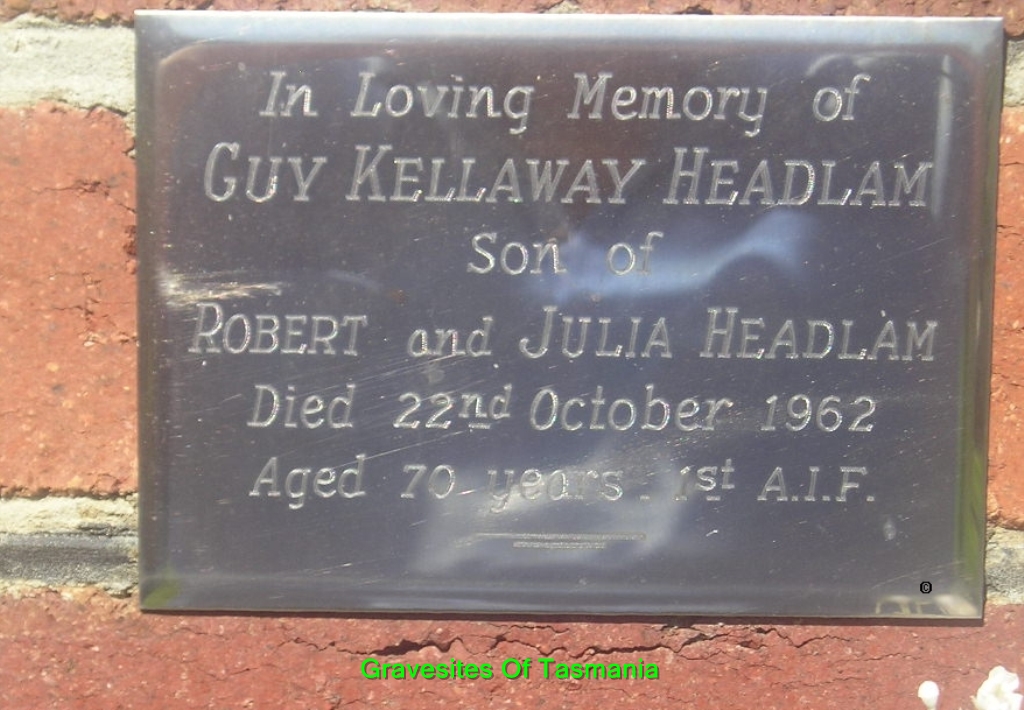 In Loving Memory of
GUY KELLAWAY HEADLAM
Son of
ROBERT and JULIA HEADLAM
Died 22nd October 1962
Aged 70 years. 1st A.I.F.
©
Gravesites Of Tasmania